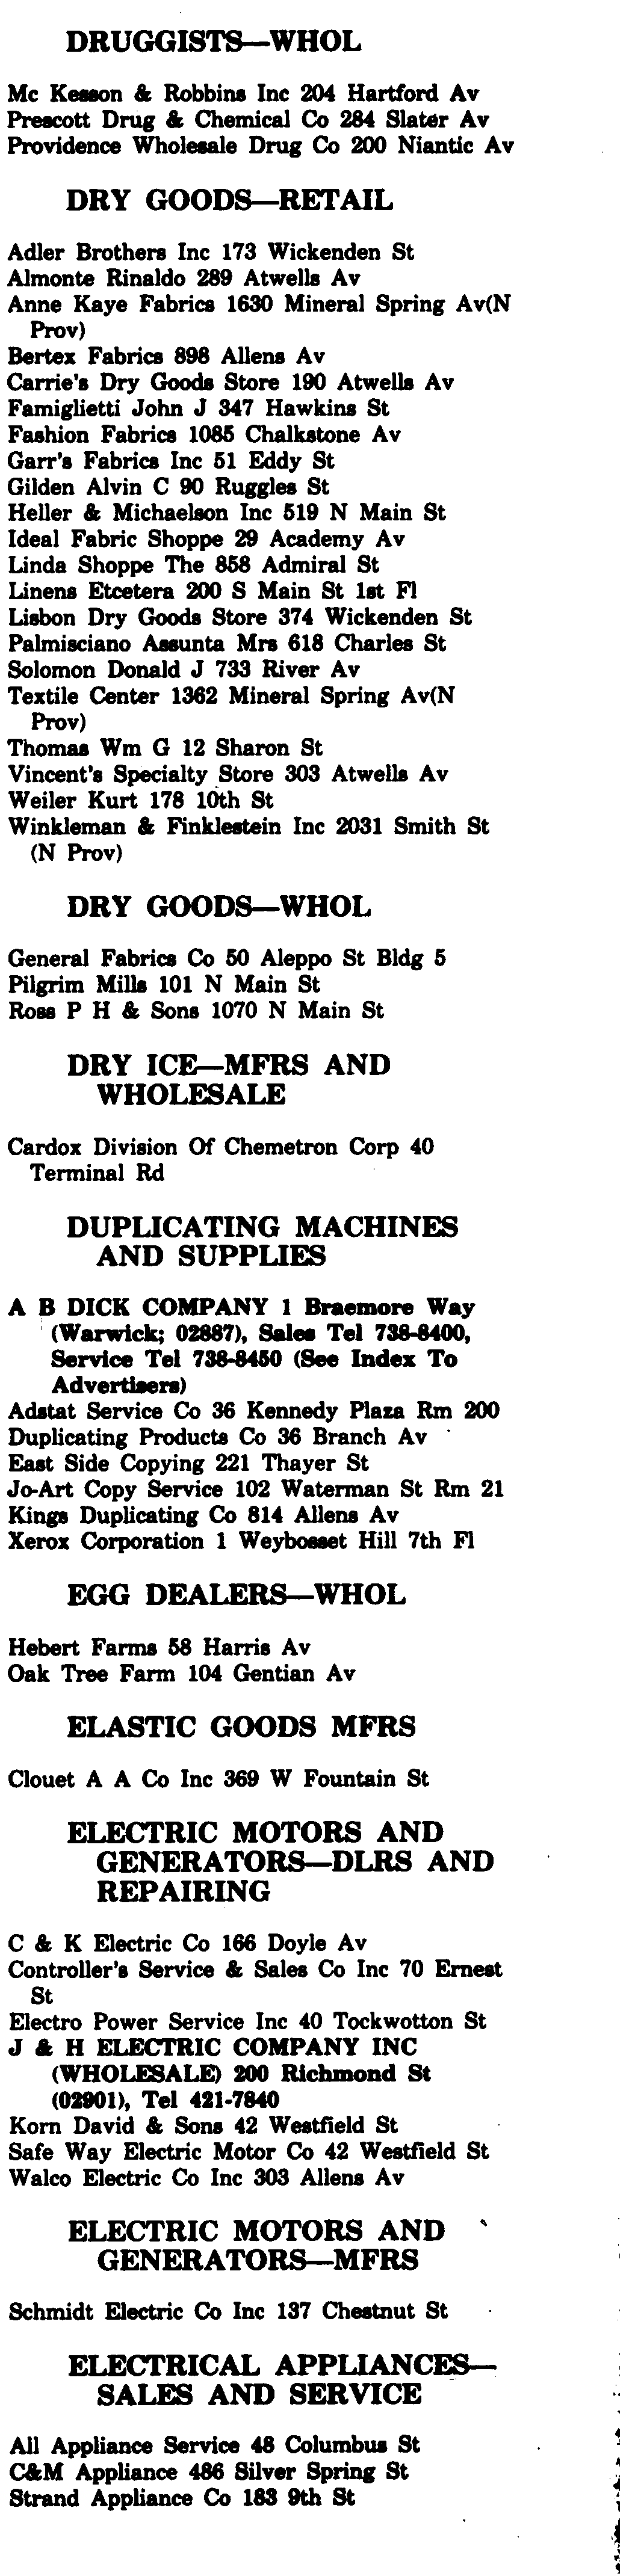 DRUGGISTS—WHOL
Mc Kesson & Robbins Inc 204 Hartford Av
Prescott Drug & Chemical Co 284 Slater Av
Providence Wholesale Drug Co 200 Niantic Av
DRY GOODS—RETAIL
Adler Brothers Inc 173 Wickenden St
Almonte Rinaldo 289 Atwells Av
Anne Kaye Fabrics 1630 Mineral Spring Av(N
Prov)
Bertex Fabrics 898 Allens Av
Carrie's Dry Goods Store 190 Atwells Av
Famiglietti John J 347 Hawkins St
Fashion Fabrics 1085 Chalkstone Av
Garr's Fabrics Inc 51 Eddy St
Gilden Alvin C 90 Ruggles St
Heller & Michaelson Inc 519 N Main St
Ideal Fabric Shoppe 29 Academy Av
Linda Shoppe The 858 Admiral St
Linens Etcetera 200 S Main St 1st Fl
Lisbon Dry Goods Store 374 Wickenden St
Palmisciano Assunta Mrs 618 Charles St
Solomon Donald J 733 River Av
Textile Center 1362 Mineral Spring Av(N
Prov)
Thomas Wm G 12 Sharon St
Vincent's Specialty Store 303 Atwells Av
Weiler Kurt 178 10th St
Winkleman & Finklestein Inc 2031 Smith St
(N Prov)
DRY GOODS—WHOL
General Fabrics Co 50 Aleppo St Bldg 5
Pilgrim Mills 101 N Main St
Ross P H & Sons 1070 N Main St
DRY ICE—MFRS AND
WHOLESALE
Cardox Division Of Chemetron Corp 40
Terminal Rd
DUPLICATING MACHINES
AND SUPPLIES
A B DICK COMPANY 1 Braemore Way
(Warwick; 02887), Sales Tel 738-8400,
Service Tel 738-8450 (See Index To
Advertisers)
Adstat Service Co 36 Kennedy Plaza Rm 200
Duplicating Products Co 36 Branch Av
East Side Copying 221 Thayer St
Jo-Art Copy Service 102 Waterman St Rm 21
Kings Duplicating Co 814 Allens Av
Xerox Corporation 1 Weybosset Hill 7th Fl
EGG DEALERS—WHOL
Hebert Farms 58 Harris Av
Oak Tree Farm 104 Gentian Av
ELASTIC GOODS MFRS
Clouet A A Co Inc 369 W Fountain St
ELECTRIC MOTORS AND
GENERATORS—DLRS AND
REPAIRING
C & K Electric Co 166 Doyle Av
Controller's Service & Sales Co Inc 70 Ernest
St
Electro Power Service Inc 40 Tockwotton St
J & H ELECTRIC COMPANY INC
(WHOLESALE) 200 Richmond St
(02901), Tel 421-7840
Korn David & Sons 42 Westfield St
Safe Way Electric Motor Co 42 Westfield St
Walco Electric Co Inc 303 Allens Av
ELECTRIC MOTORS AND
GENERATORS—MFRS
Schmidt Electric Co Inc 137 Chestnut St
ELECTRICAL APPLIANCES—
SALES AND SERVICE
All Appliance Service 48 Columbus St
C&M Appliance 486 Silver Spring St
Strand Appliance Co 183 9th St